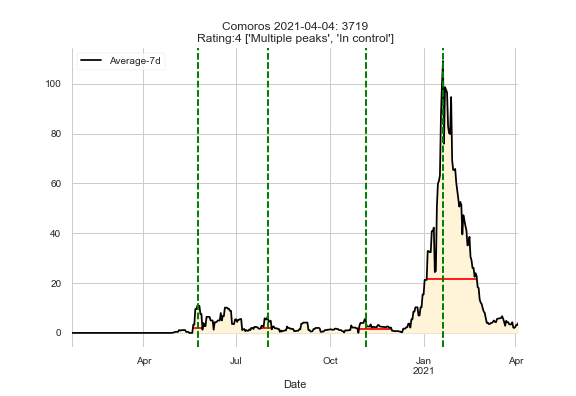 Comoros 2021-04-04: 3719
Rating:4 ['Multiple peaks', 'In control']
Average-7d
100
80
60
40
20
0
Apr
Jul
Oct
Jan
2021
Apr
Date